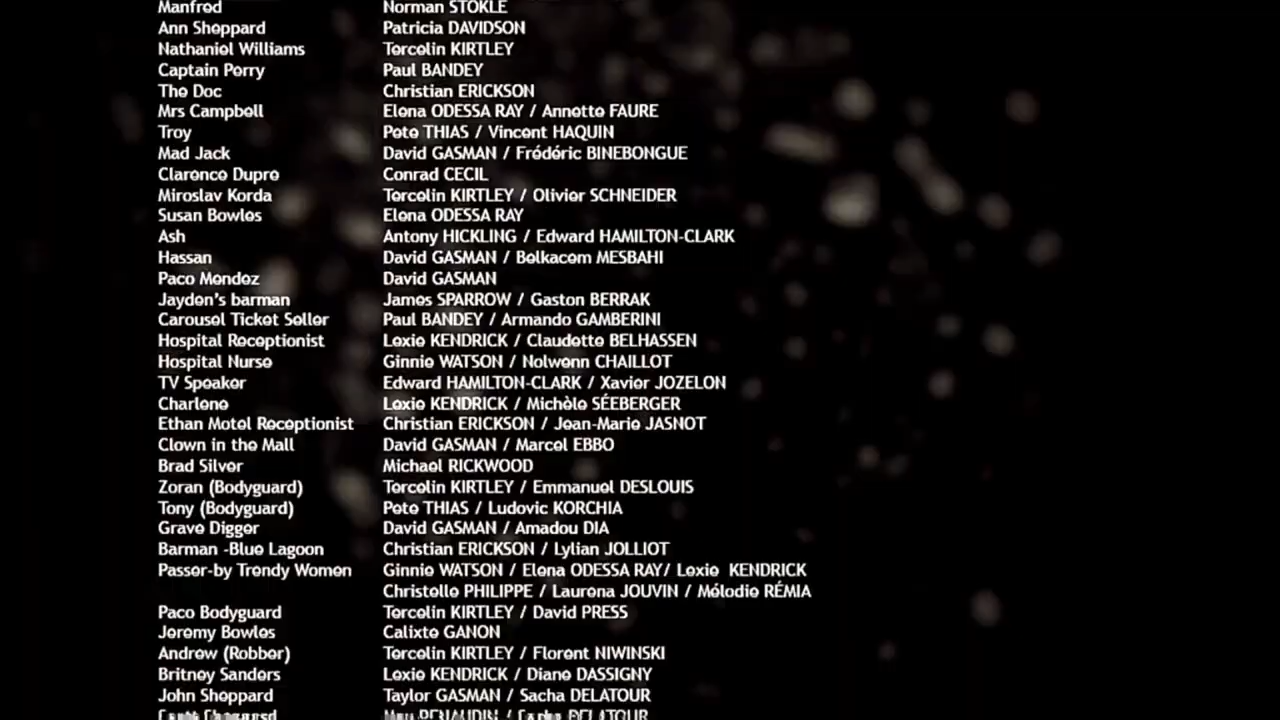 Manfred Norman STOKLE
Ann Sheppard Patricia DAVIDSON
Nathaniel Williams Tercelin KIRTLEY
Captain Perry Paul BANDEY
The Doc Christian ERICKSON
Mrs Campbell Elena ODESSA RAY / Annette FAURE
Troy Pete THIAS / Vincent HAQUIN
Mad Jack David GASMAN / Frédéric BINEBONGUE
Clarence Dupre Conrad CECIL
Miroslav Korda Tercelin KIRTLEY / Olivier SCHNEIDER
Susan Bowles Elena ODESSA RAY
Ash Antony HICKLING / Edward HAMILTON-CLARK
Hassan David GASMAN / Belkacem MESBAHI
Paco Mendez David GASMAN
Jayden's barman James SPARROW / Gaston BERRAK
Carousel Ticket Seller Paul BANDEY / Armando GAMBERINI
Hospital Receptionist Lexie KENDRICK / Claudette BELHASSEN
Hospital Nurse Ginnie WATSON / Nolwenn CHAILLOT
TV Speaker Edward HAMILTON-CLARK / Xavier JOZELON
Charlene Lexie KENDRICK / Michèle SÉEBERGER
Ethan Motel Receptionist Christian ERICKSON / Jean-Marie JASNOT
Clown in the Mall David GASMAN / Marcel EBBO
Brad Silver Michael RICKWOOD
Zoran (Bodyguard) Tercelin KIRTLEY / Emmanuel DESLOUIS
Tony (Bodyguard) Pete THIAS / Ludovic KORCHIA
Grave Digger David GASMAN / Amadou DIA
Barman -Blue Lagoon Christian ERICKSON / Lylian JOLLIOT
Passer-by Trendy Women Ginnie WATSON / Elena ODESSA RAY/ Lexie KENDRICK
Christelle PHILIPPE / Laurena JOUVIN / Mélodie RÉMIA
Paco Bodyguard Tercelin KIRTLEY / David PRESS
Jeremy Bowles Calixte GANON
Andrew (Robber) Tercelin KIRTLEY / Florent NIWINSKI
Britney Sanders Lexie KENDRICK / Diane DASSIGNY
John Sheppard Taylor GASMAN / Sacha DELATOUR